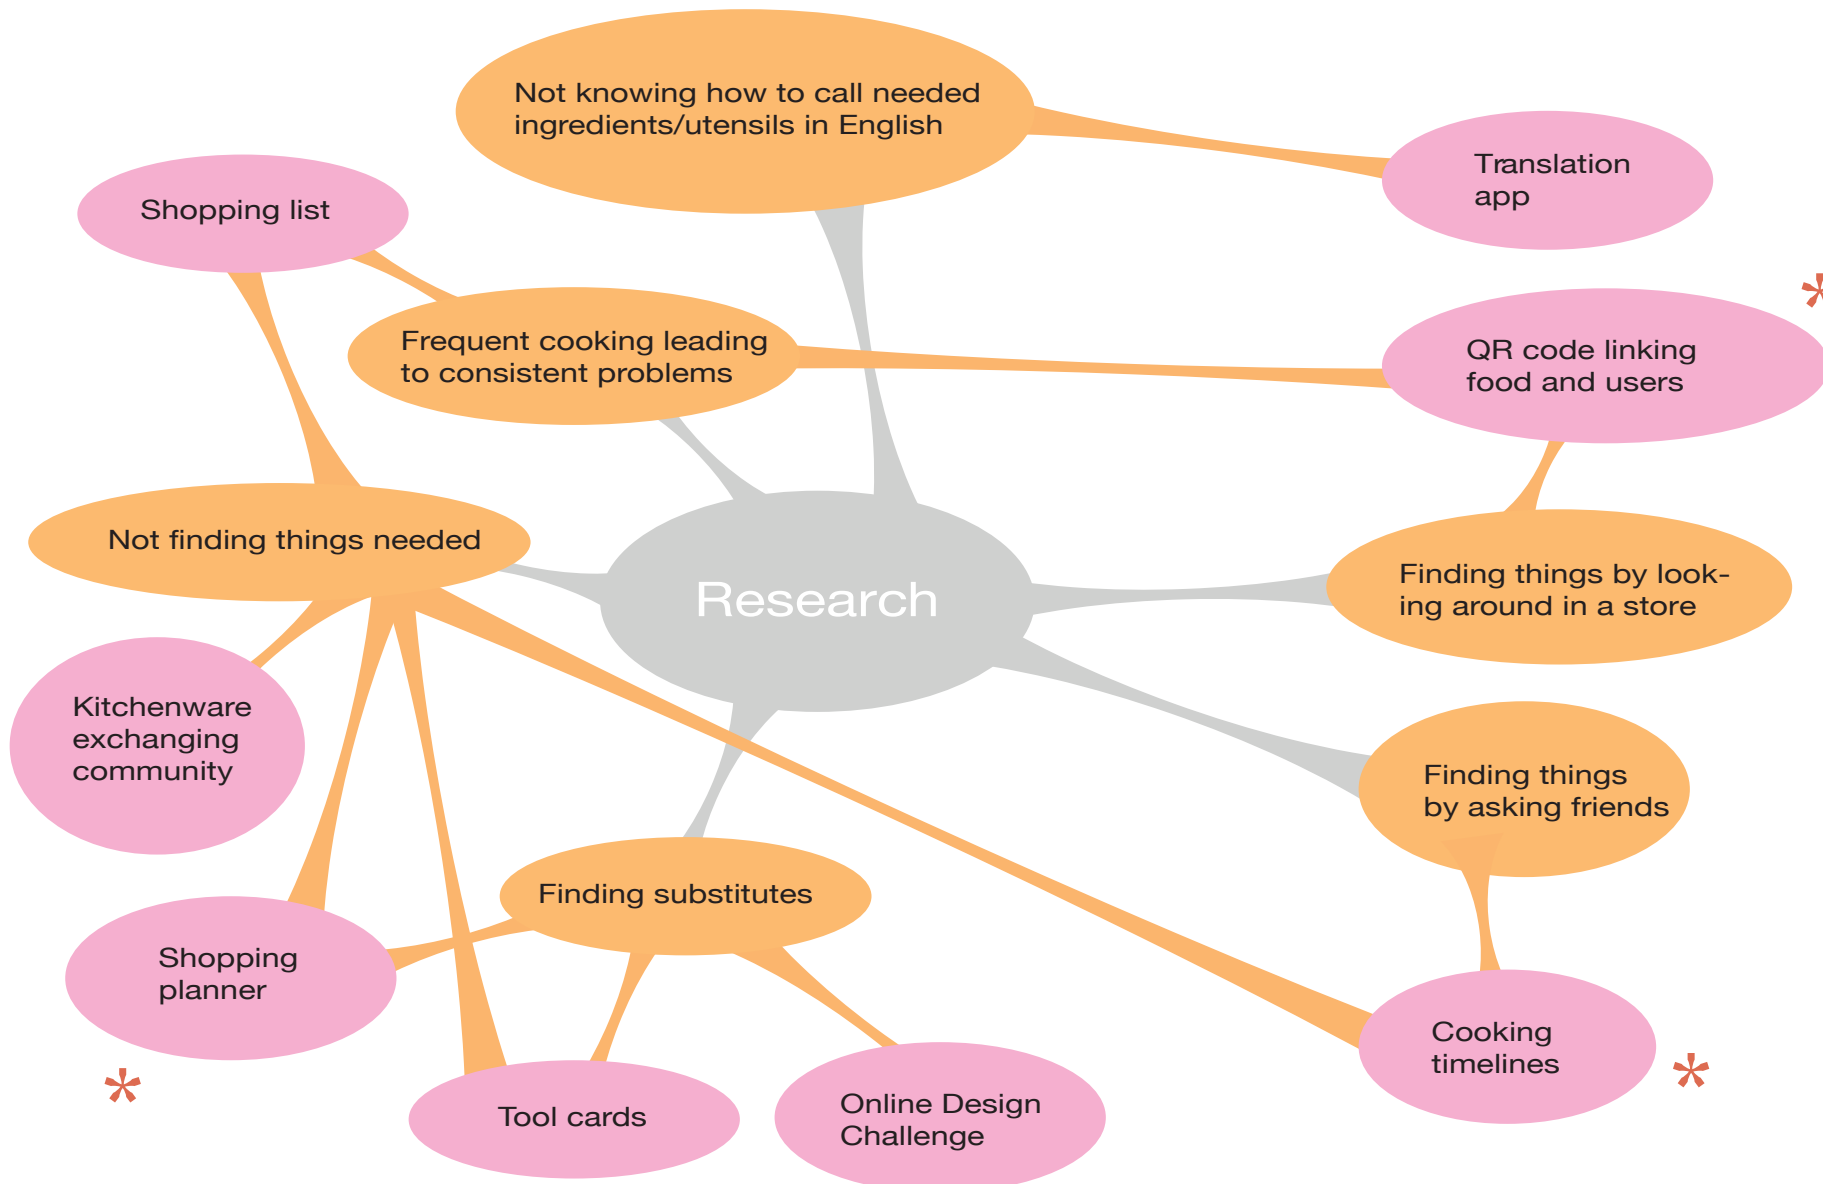 Not knowing how to call needed
ingredients/utensils in English
Translation
app
Shopping list
*
Frequent cooking leading
to consistent problems
QR code linking
food and users
Not finding things needed
Research
Finding things by look-
ing around in a store
Kitchenware
exchanging
community
Finding things
by asking friends
Finding substitutes
Shopping
planner
*
Cooking
timelines
*
Tool cards
Online Design
Challenge